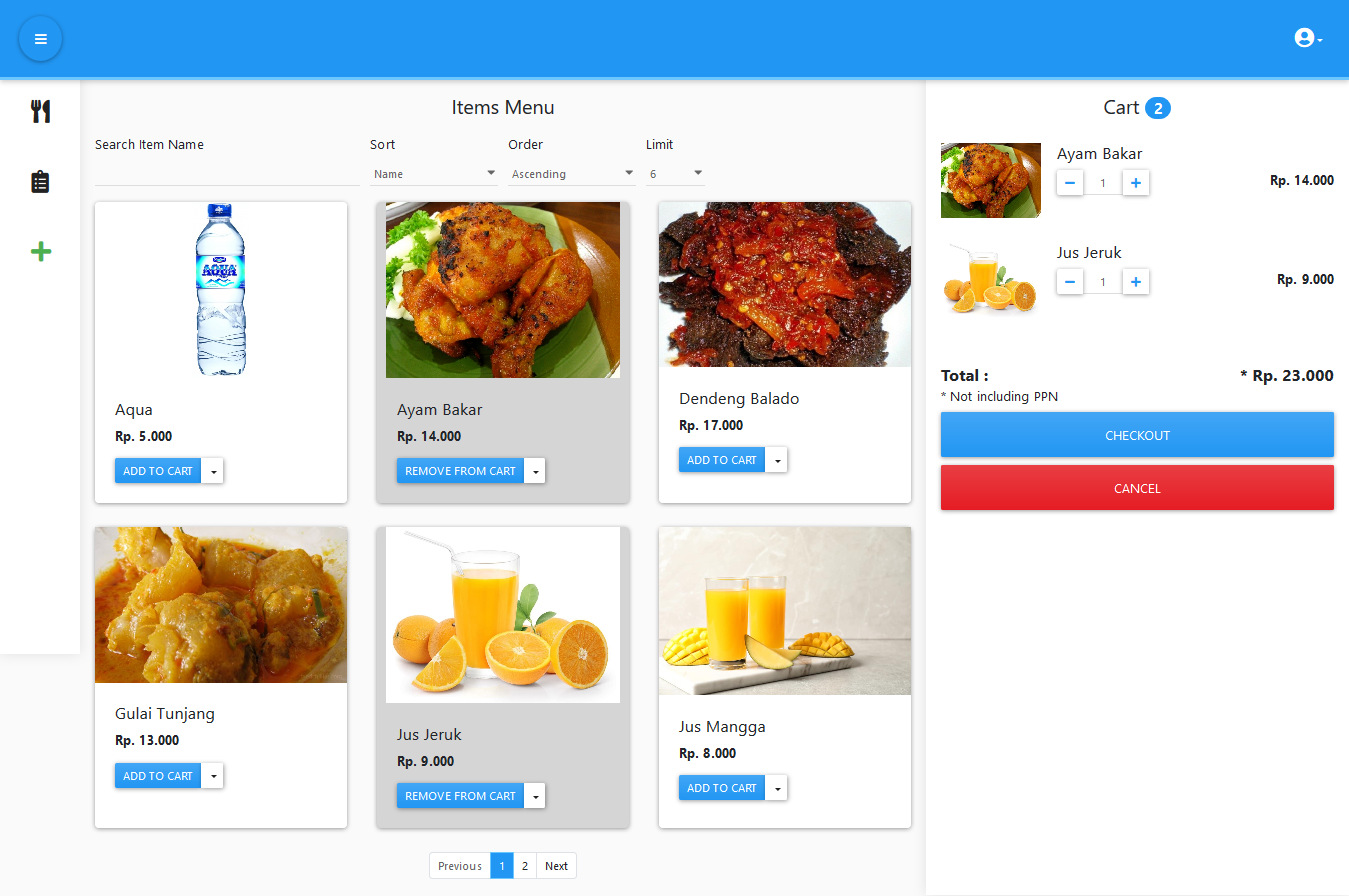 Items Menu
Search Item Name
Sort
Order
Limit
Name
Ascending
6
AQUA
Aqua
Rp. 5.000
ADD TO CART
Ayam Bakar
Rp. 14.000
REMOVE FROM CART
Dendeng Balado
Rp. 17.000
ADD TO CART
Gulai Tunjang
Rp. 13.000
ADD TO CART
Jus Jeruk
Rp. 9.000
REMOVE FROM CART
Jus Mangga
Rp. 8.000
ADD TO CART
Previous 1 2 Next
Cart 2
Ayam Bakar
1
Rp. 14.000
Jus Jeruk
1
Rp. 9.000
Total : * Rp. 23.000
* Not including PPN
CHECKOUT
CANCEL